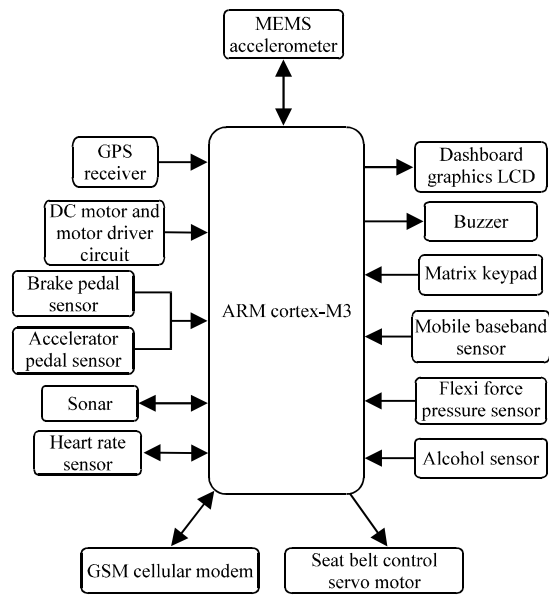 MEMS
accelerometer
GPS
receiver
DC motor and
motor driver
circuit
Brake pedal
sensor
Accelerator
pedal sensor
Sonar
Heart rate
sensor
ARM cortex-M3
Dashboard
graphics LCD
Buzzer
Matrix keypad
Mobile baseband
sensor
Flexi force
pressure sensor
Alcohol sensor
GSM cellular modem
Seat belt control
servo motor